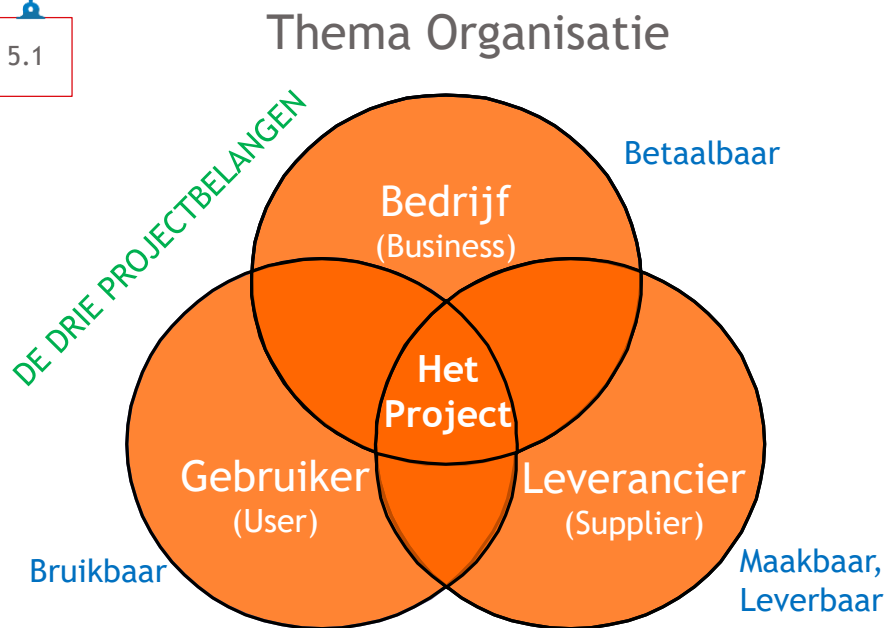 5.1
Thema Organisatie
DE DRIE PROJECTBELANGEN
Betaalbaar
Bedrijf
(Business)
Het
Project
Gebruiker
(User)
Leverancier
(Supplier)
Bruikbaar
Maakbaar,
Leverbaar